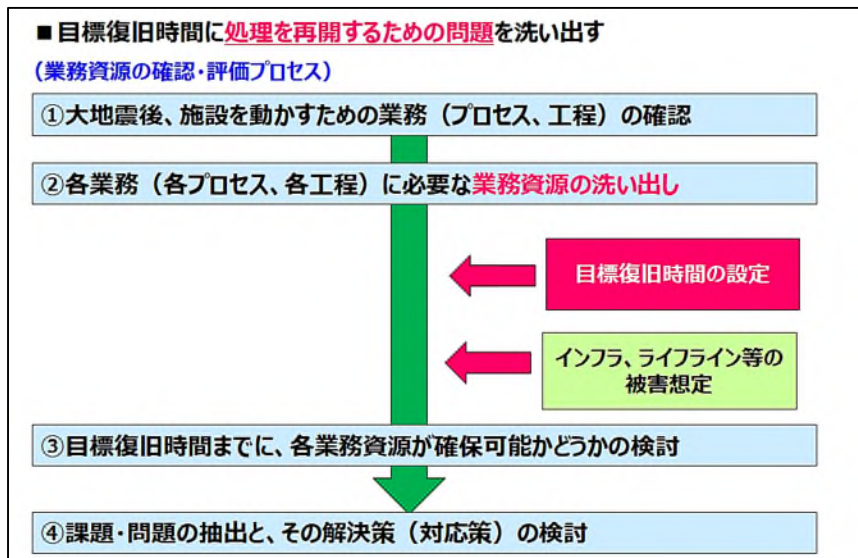 ■目標復旧時間に処理を再開するための問題を洗い出す
（業務資源の確認・評価プロセス）
①大地震後、施設を動かすための業務（プロセス、工程）の確認
②各業務（各プロセス、各工程）に必要な業務資源の洗い出し
目標復旧時間の設定
インフラ、ライフライン等の
被害想定
③目標復旧時間までに、各業務資源が確保可能かどうかの検討
④課題・問題の抽出と、その解決策（対応策）の検討